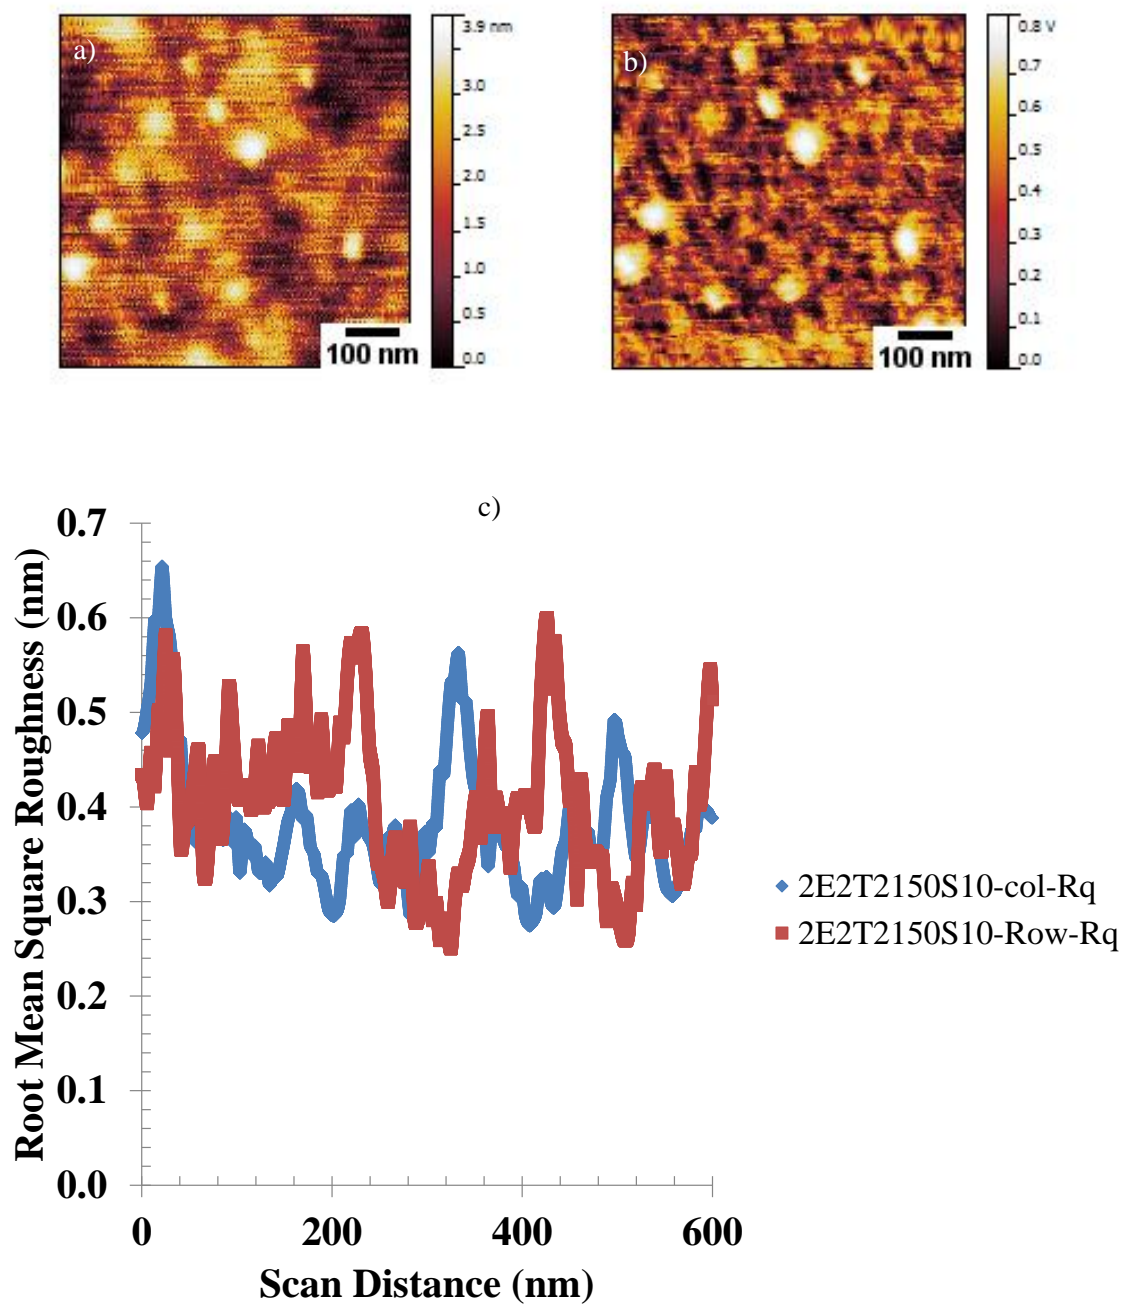 a)
3.9 nm
3.0
2.5
2.0
1.5
1.0
0.5
0.0
100 nm
b)
0.8 V
0.7
0.6
0.5
0.4
0.3
0.2
0.1
0.0
100 nm
c)
Root Mean Square Roughness (nm)
0.7
0.6
0.5
0.4
0.3
0.2
0.1
0.0
0 200 400 600
Scan Distance (nm)
2E2T2150S10-col-Rq
2E2T2150S10-Row-Rq